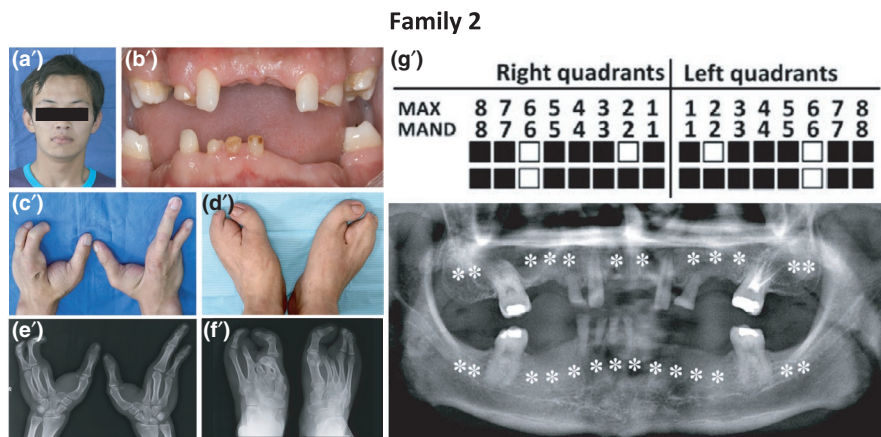 Family 2
(a′)
(b′)
(c′)
(d′)
(e′)
(f′)
(g′)
Right quadrants Left quadrants
MAX 8 7 6 5 4 3 2 1 1 2 3 4 5 6 7 8
MAND 8 7 6 5 4 3 2 1 1 2 3 4 5 6 7 8
************
****************